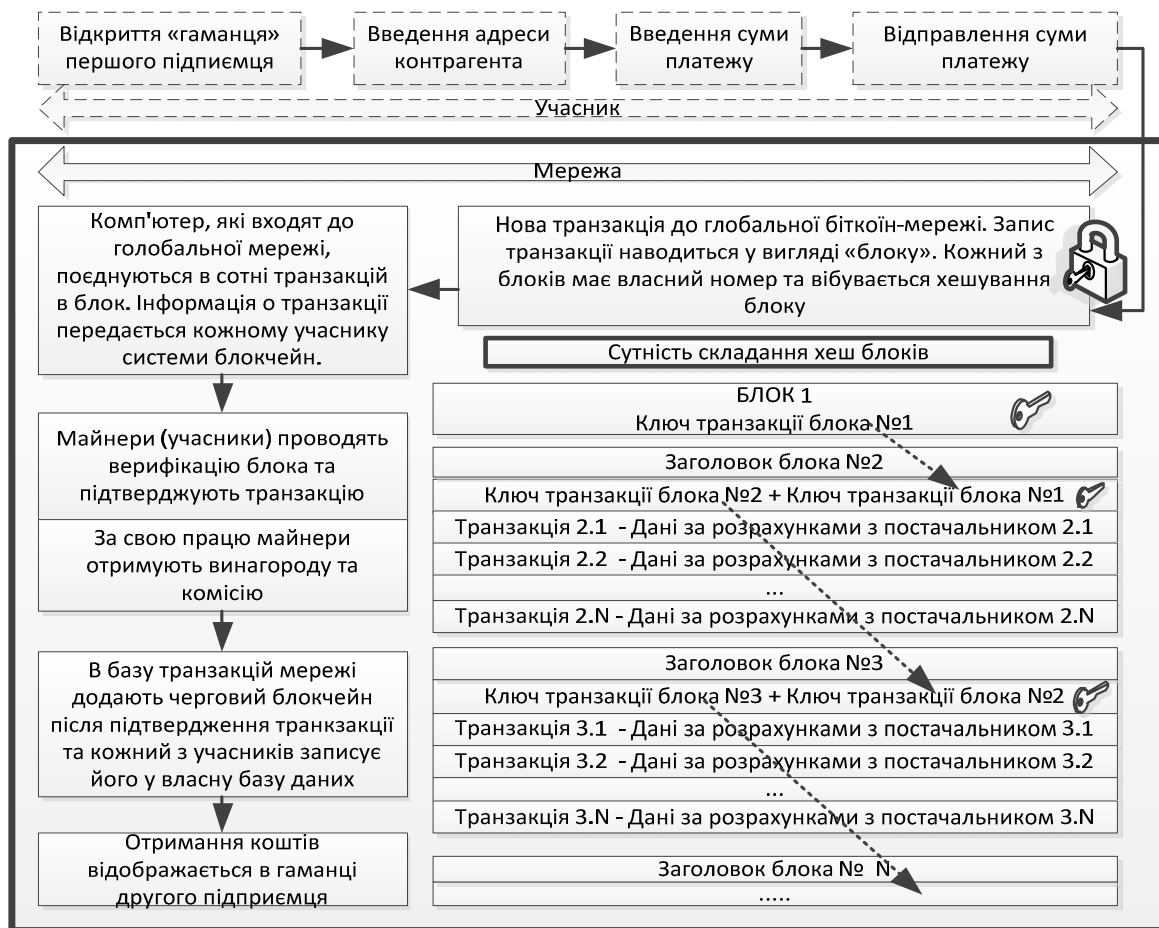 Відкриття «гаманця»
першого підпиємця
Введення адреси
контрагента
Введення суми
платежу
Відправлення суми
платежу
Учасник
Мережа
Комп'ютер, які входят до
голобальної мережі,
поєднуються в сотні транзакцій
в блок. Інформація о транзакції
передається кожному учаснику
системи блокчейн.
Нова транзакція до глобальної біткоїн-мережі. Запис
транзакції наводиться у вигляді «блоку». Кожний з
блоків має власний номер та вібувається хешування
блоку
Сутність складання хеш блоків
Майнери (учасники) проводять
верифікацію блока та
підтверджують транзакцію
За свою працю майнери
отримують винагороду та
комісію
В базу транзакцій мережі
додають черговий блокчейн
після підтвердження транкзакції
та кожний з учасників записує
його у власну базу даних
Отримання коштів
відображається в гаманці
другого підприємця
БЛОК 1
Ключ транзакції блока №1
Заголовок блока №2
Ключ транзакції блока №2 + Ключ транзакції блока №1
Транзакція 2.1 - Дані за розрахунками з постачальником 2.1
Транзакція 2.2 - Дані за розрахунками з постачальником 2.2
...
Транзакція 2.N - Дані за розрахунками з постачальником 2.N
Заголовок блока №3
Ключ транзакції блока №3 + Ключ транзакції блока №2
Транзакція 3.1 - Дані за розрахунками з постачальником 3.1
Транзакція 3.2 - Дані за розрахунками з постачальником 3.2
...
Транзакція 3.N - Дані за розрахунками з постачальником 3.N
Заголовок блока № N
.....